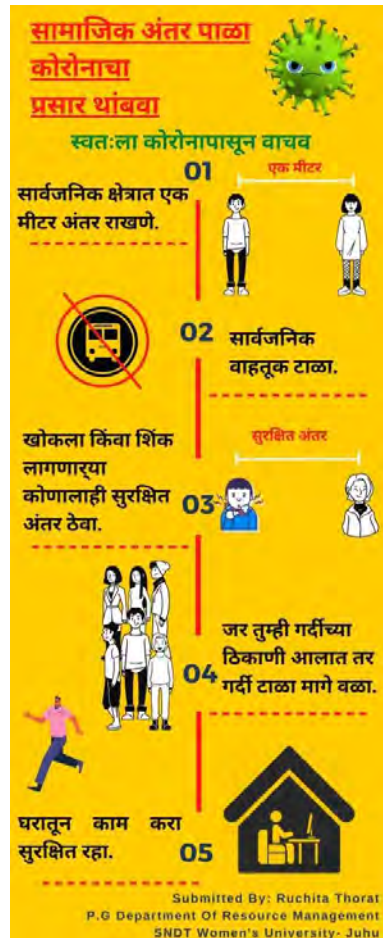 सामाजिक अंतर पाळा
कोरोनाचा
प्रसार थांबवा
स्वतःला कोरोनापासून वाचव
01
एक मीटर
सार्वजनिक क्षेत्रात एक
मीटर अंतर राखणे.
02
सार्वजनिक
वाहतूक टाळा.
खोकला किंवा शिंक
लागणाऱ्या
कोणालाही सुरक्षित
अंतर ठेवा.
सुरक्षित अंतर
03
जर तुम्ही गर्दीच्या
ठिकाणी आलात तर
गर्दी टाळा मागे वळा.
04
घरातून काम करा
सुरक्षित रहा.
05
Submitted By: Ruchita Thorat
P.G Department Of Resource Management
SNDT Women's University- Juhu